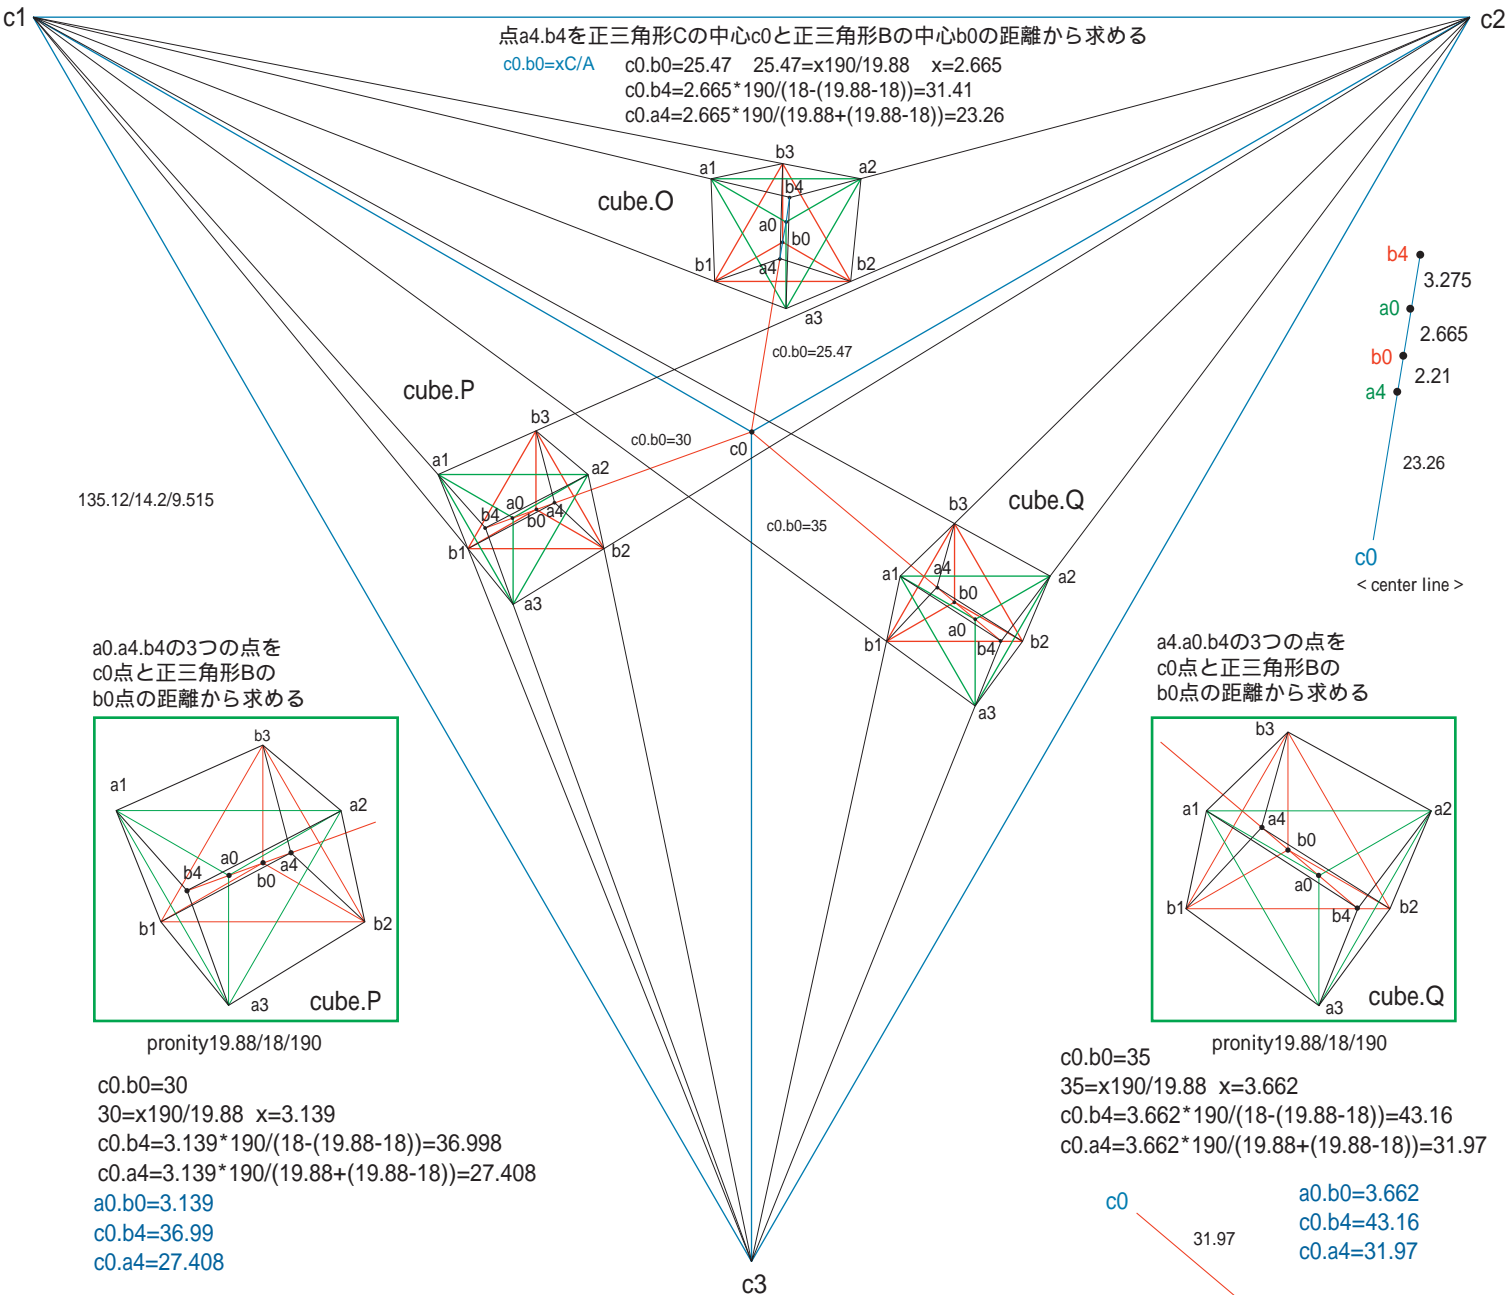 c1
c2
点a4.b4を正三角形Cの中心c0と正三角形Bの中心b0の距離から求める
c0.b0=xC/A
c0.b0=25.47 25.47=x190/19.88 x=2.665
c0.b4=2.665*190/(18-(19.88-18))=31.41
c0.a4=2.665*190/(19.88+(19.88-18))=23.26
b3
a1
a2
b4
cube.O
a0
b0
b1
a4
b2
a3
c0.b0=25.47
b4
3.275
a0
2.665
b0
2.21
a4
23.26
c0
< center line >
cube.P
b3
c0.b0=30
c0
a1
a2
a0
b4
a4
b0
b1
b2
a3
135.12/14.2/9.515
c0.b0=35
b3
cube.Q
a1
a4
a2
b0
a0
b1
b4
b2
a3
a0.a4.b4の3つの点を
c0点と正三角形Bの
b0点の距離から求める
b3
a1
a2
a0
b4
a4
b0
b1
b2
a3
cube.P
pronity19.88/18/190
c0.b0=30
30=x190/19.88 x=3.139
c0.b4=3.139*190/(18-(19.88-18))=36.998
c0.a4=3.139*190/(19.88+(19.88-18))=27.408
a0.b0=3.139
c0.b4=36.99
c0.a4=27.408
a4.a0.b4の3つの点を
c0点と正三角形Bの
b0点の距離から求める
b3
a1
a2
a4
b0
a0
b1
b4
b2
cube.Q
a3
pronity19.88/18/190
c0.b0=35
35=x190/19.88 x=3.662
c0.b4=3.662*190/(18-(19.88-18))=43.16
c0.a4=3.662*190/(19.88+(19.88-18))=31.97
c0
31.97
a0.b0=3.662
c0.b4=43.16
c0.a4=31.97
c3